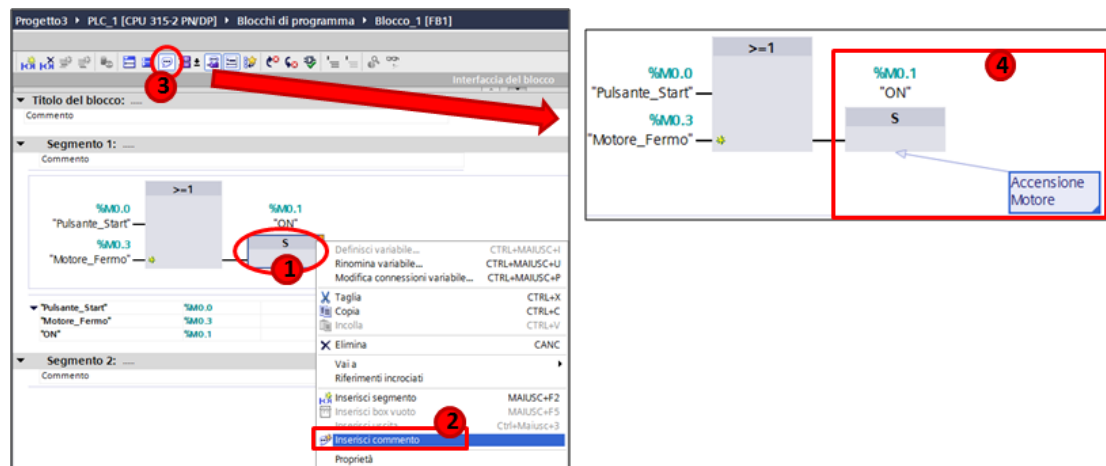 Progetto3 ▸ PLC_1 [CPU 315-2 PN/DP] ▸ Blocchi di programma ▸ Blocco_1 [FB1]
3
Interfaccia del blocco
Titolo del blocco: ....
Commento
Segmento 1: ....
Commento
>=1
%M0.0
"Pulsante_Start"
%M0.3
"Motore_Fermo"
%M0.1
"ON"
S
1
Definisci variabile... CTRL+MAIUSC+I
Rinomina variabile... CTRL+MAIUSC+U
Modifica connessioni variabile... CTRL+MAIUSC+P
Taglia CTRL+X
Copia CTRL+C
Incolla CTRL+V
Elimina CANC
Vai a
Riferimenti incrociati
Inserisci segmento MAIUSC+F2
Inserisci box vuoto MAIUSC+F5
Inserisci uscita Ctrl+Maiusc+3
2
Inserisci commento
Proprietà
"Pulsante_Start" %M0.0
"Motore_Fermo" %M0.3
"ON" %M0.1
Segmento 2: ....
Commento
>=1
%M0.0
"Pulsante_Start"
%M0.3
"Motore_Fermo"
%M0.1
"ON"
S
4
Accensione
Motore